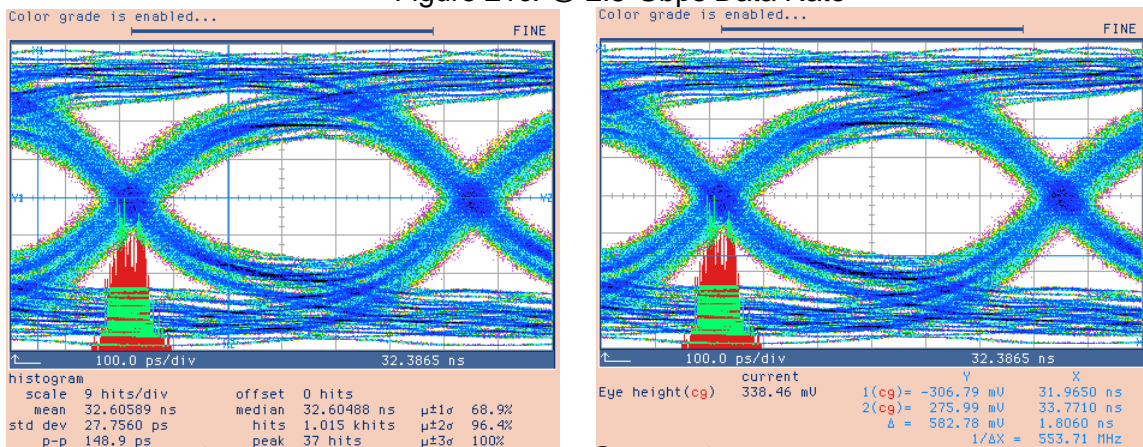 Figure 216. @ 2.5 Gbps Data Rate
Color grade is enabled...
FINE
X1
Y1
Y2
X2
100.0 ps/div 32.3865 ns
histogram
scale 9 hits/div offset 0 hits
mean 32.60589 ns median 32.60488 ns µ±1σ 68.9%
std dev 27.7560 ps hits 1.015 khits µ±2σ 96.4%
p-p 148.9 ps peak 37 hits µ±3σ 100%
Color grade is enabled...
FINE
100.0 ps/div 32.3865 ns
current Y X
Eye height(cg) 338.46 mV 1(cg)= -306.79 mV 31.9650 ns
2(cg)= 275.99 mV 33.7710 ns
Δ = 582.78 mV 1.8060 ns
1/ΔX = 553.71 MHz